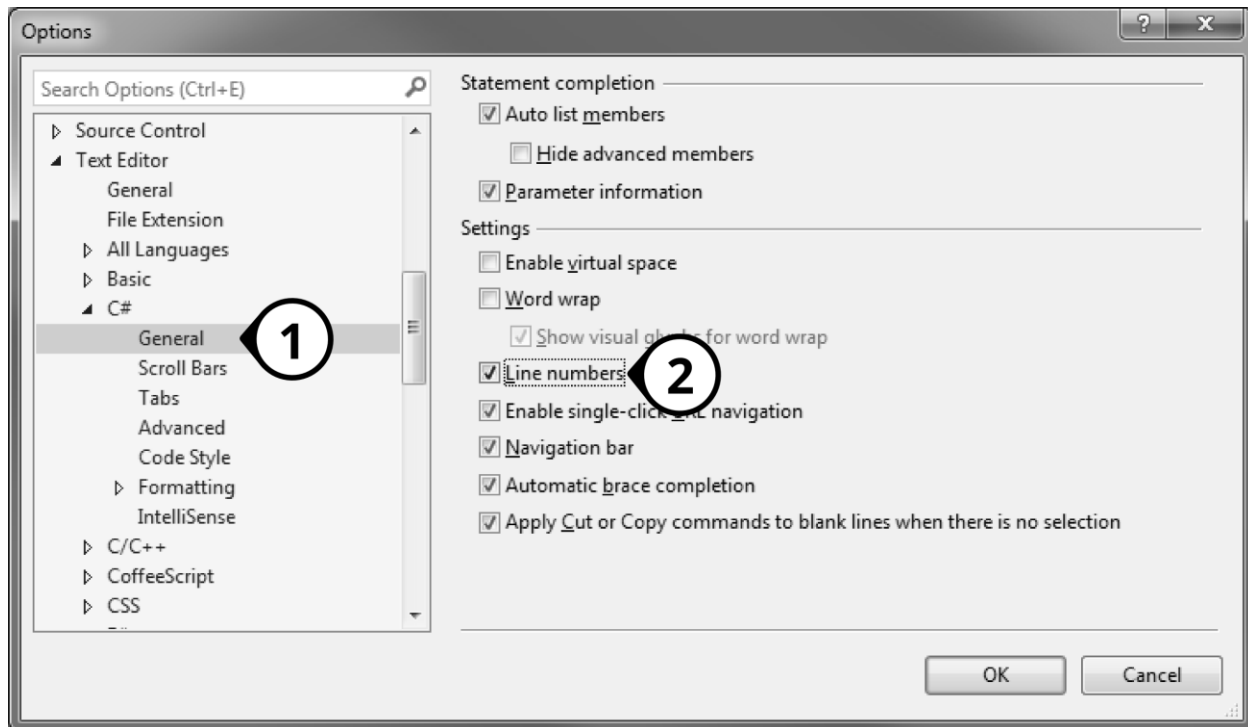 Options
?
X
Search Options (Ctrl+E)
Source Control
Text Editor
General
File Extension
All Languages
Basic
C#
General
1
Scroll Bars
Tabs
Advanced
Code Style
Formatting
IntelliSense
C/C++
CoffeeScript
CSS
Statement completion
Auto list members
Hide advanced members
Parameter information
Settings
Enable virtual space
Word wrap
Show visual glyphs for word wrap
Line numbers
2
Enable single-click URL navigation
Navigation bar
Automatic brace completion
Apply Cut or Copy commands to blank lines when there is no selection
OK
Cancel